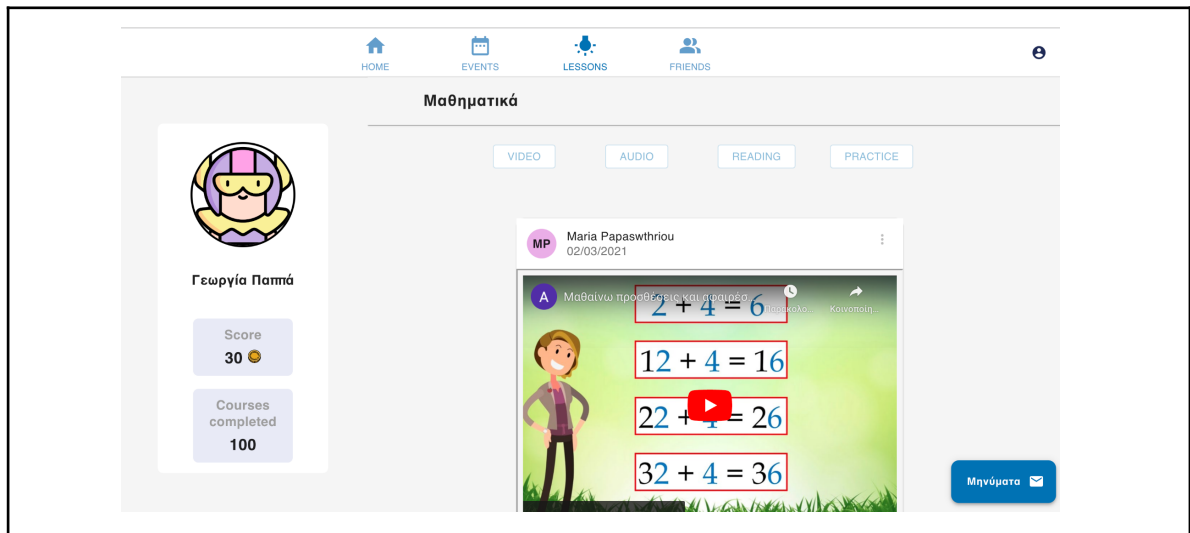 HOME EVENTS LESSONS FRIENDS
Μαθηματικά
VIDEO AUDIO READING PRACTICE
Γεωργία Παππά
Score
30
Courses
completed
100
MP Maria Papaswthriou
02/03/2021
A Μαθαίνω προσθέσεις και αφαιρέσ...
Παρακολο... Κοινοποίη...
2 + 4 = 6
12 + 4 = 16
22 + 4 = 26
32 + 4 = 36
Μηνύματα